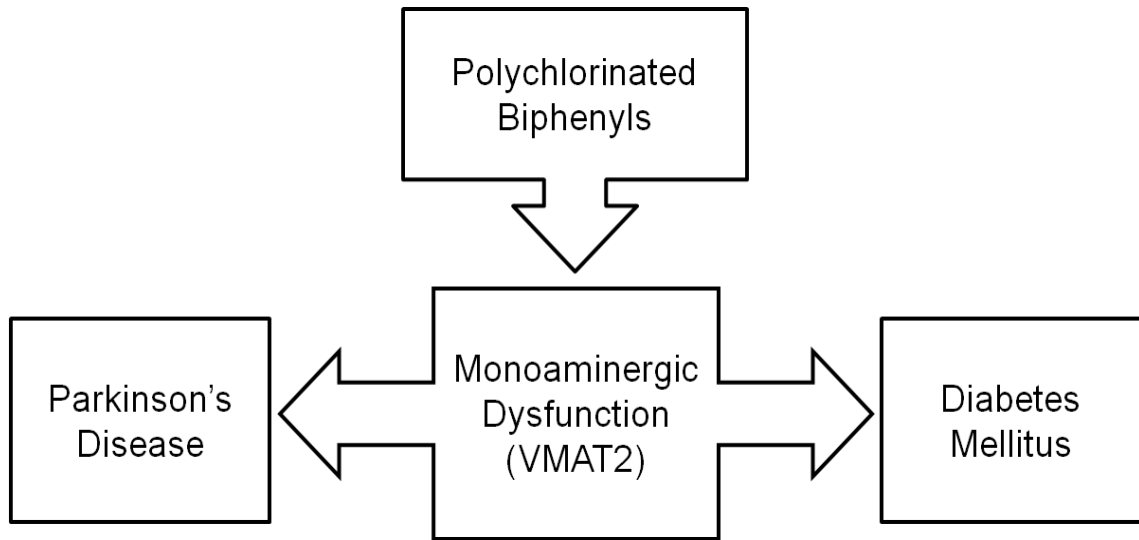 Polychlorinated
Biphenyls
Parkinson's
Disease
Monoaminergic
Dysfunction
(VMAT2)
Diabetes
Mellitus